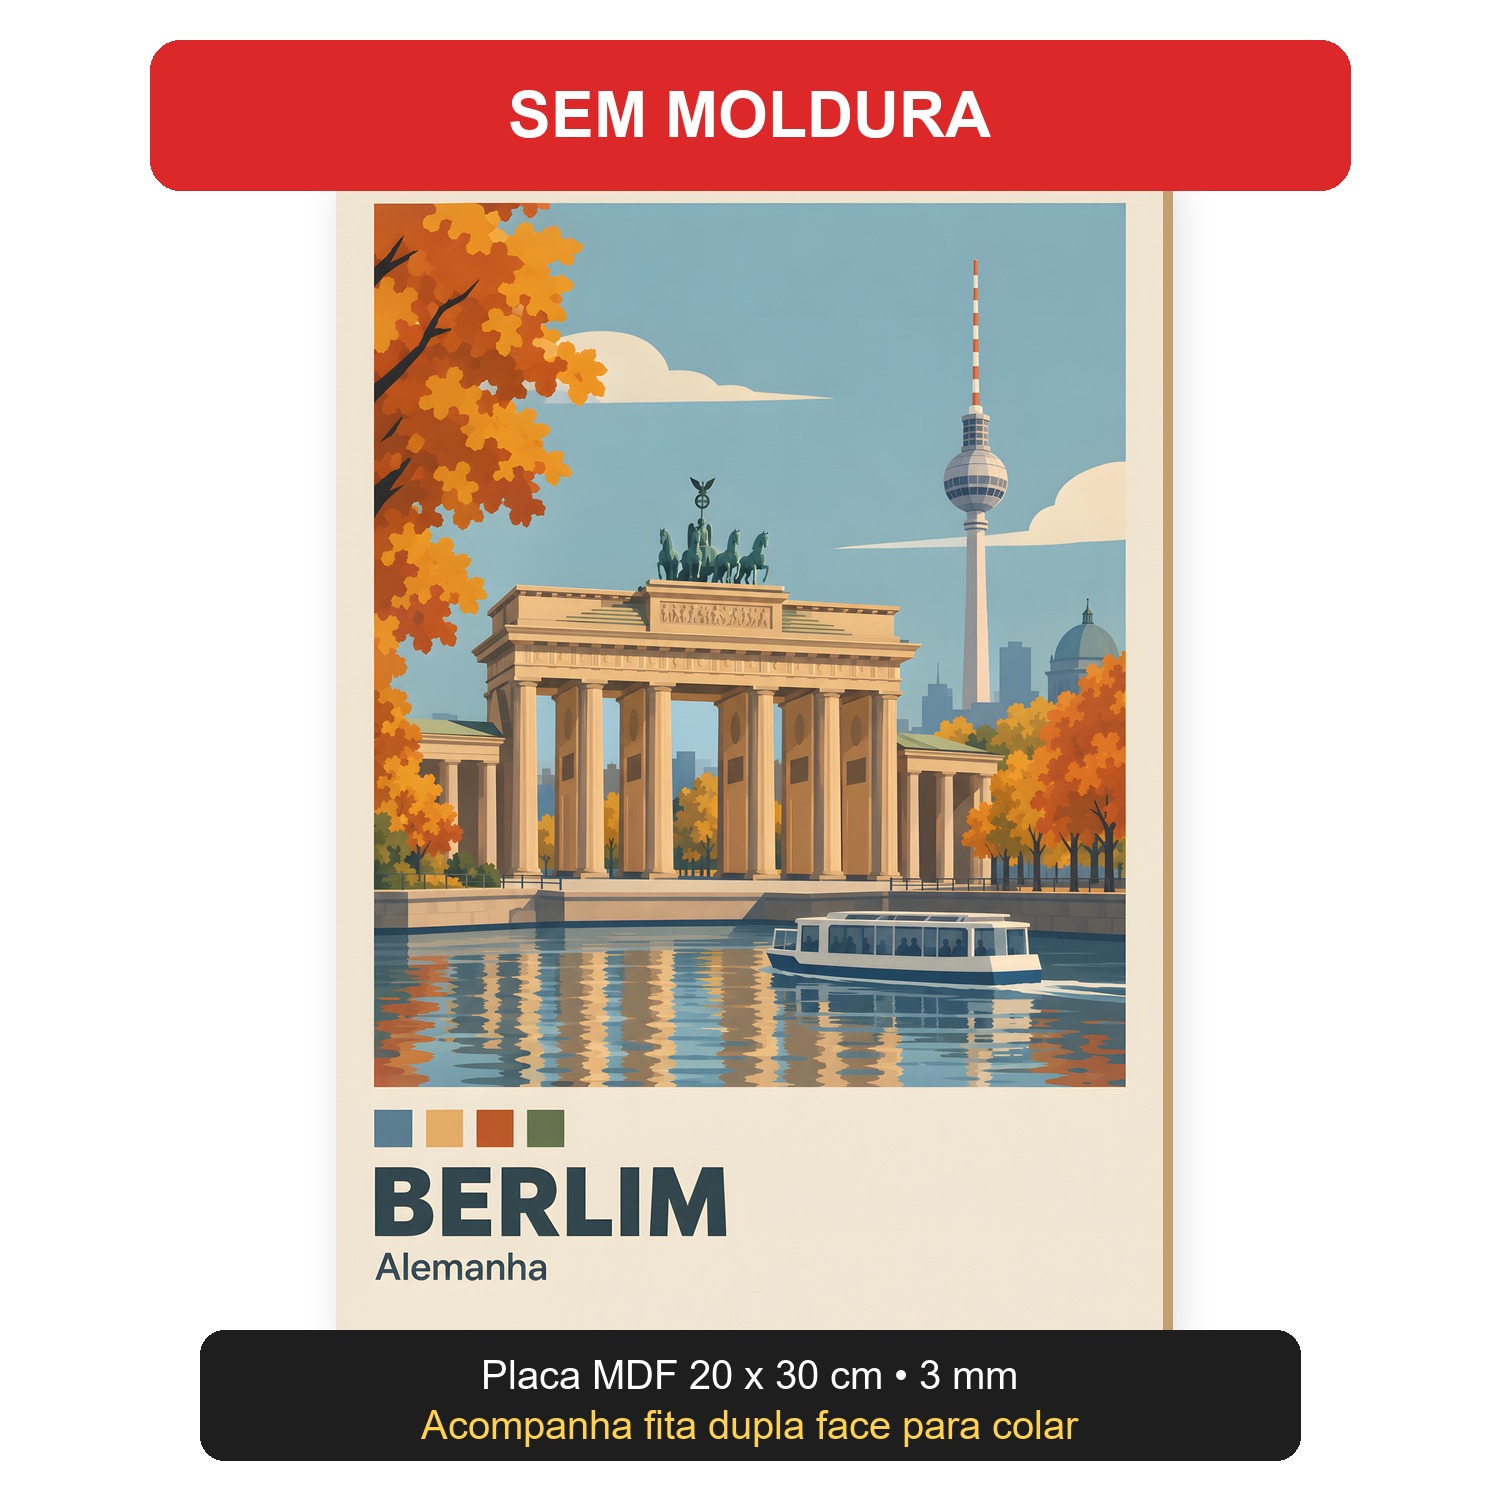 SEM MOLDURA
BERLIM
Alemanha
Placa MDF 20 x 30 cm • 3 mm
Acompanha fita dupla face para colar